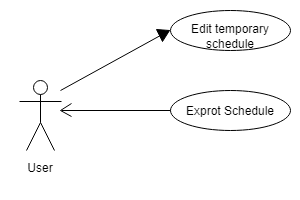 Edit temporary
schedule
Exprot Schedule
User